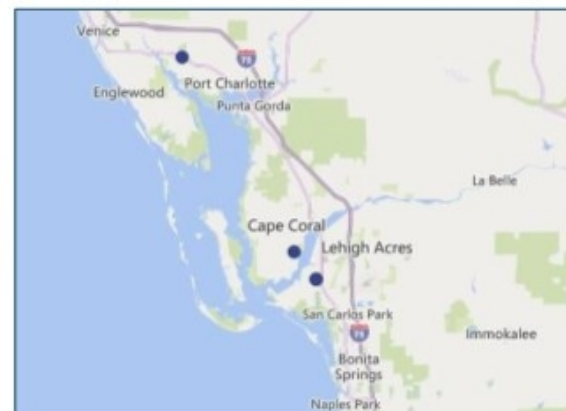 Venice
75
Port Charlotte
Englewood
Punta Gorda
La Belle
Cape Coral
Lehigh Acres
San Carlos Park
75
Immokalee
Bonita
Springs
Naples Park